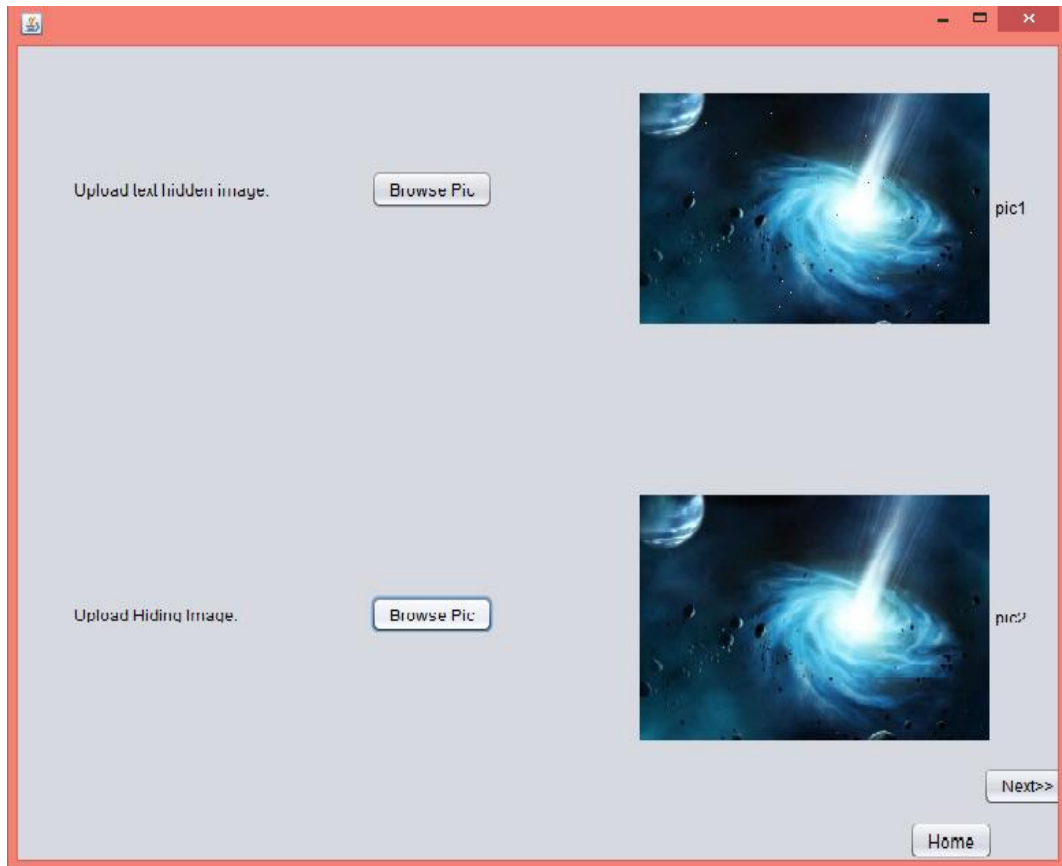 Upload text hidden image.
Browse Pic
pic1
Upload Hiding Image.
Browse Pic
pic2
Next>>
Home